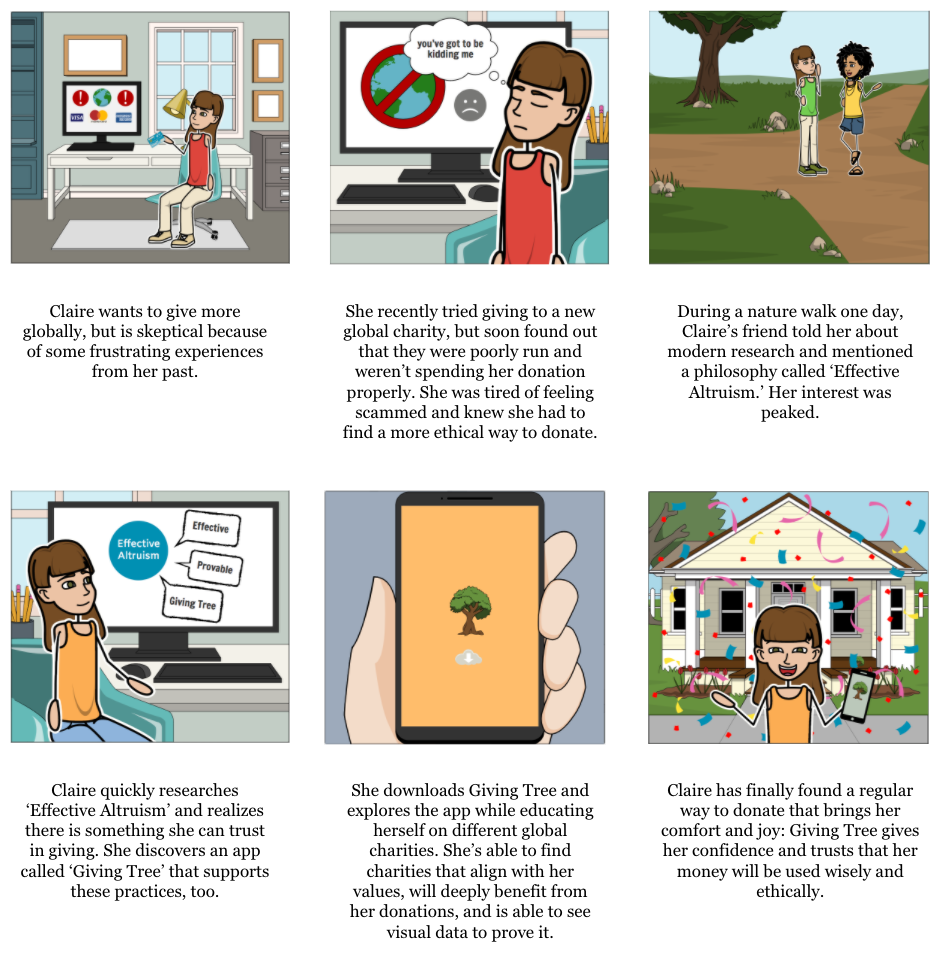 VISA
you've got to be
kidding me
Claire wants to give more
globally, but is skeptical because
of some frustrating experiences
from her past.
She recently tried giving to a new
global charity, but soon found out
that they were poorly run and
weren't spending her donation
properly. She was tired of feeling
scammed and knew she had to
find a more ethical way to donate.
During a nature walk one day,
Claire's friend told her about
modern research and mentioned
a philosophy called 'Effective
Altruism.' Her interest was
peaked.
Effective
Altruism
Effective
Provable
Giving Tree
Claire quickly researches
'Effective Altruism' and realizes
there is something she can trust
in giving. She discovers an app
called 'Giving Tree' that supports
these practices, too.
She downloads Giving Tree and
explores the app while educating
herself on different global
charities. She's able to find
charities that align with her
values, will deeply benefit from
her donations, and is able to see
visual data to prove it.
Claire has finally found a regular
way to donate that brings her
comfort and joy: Giving Tree gives
her confidence and trusts that her
money will be used wisely and
ethically.